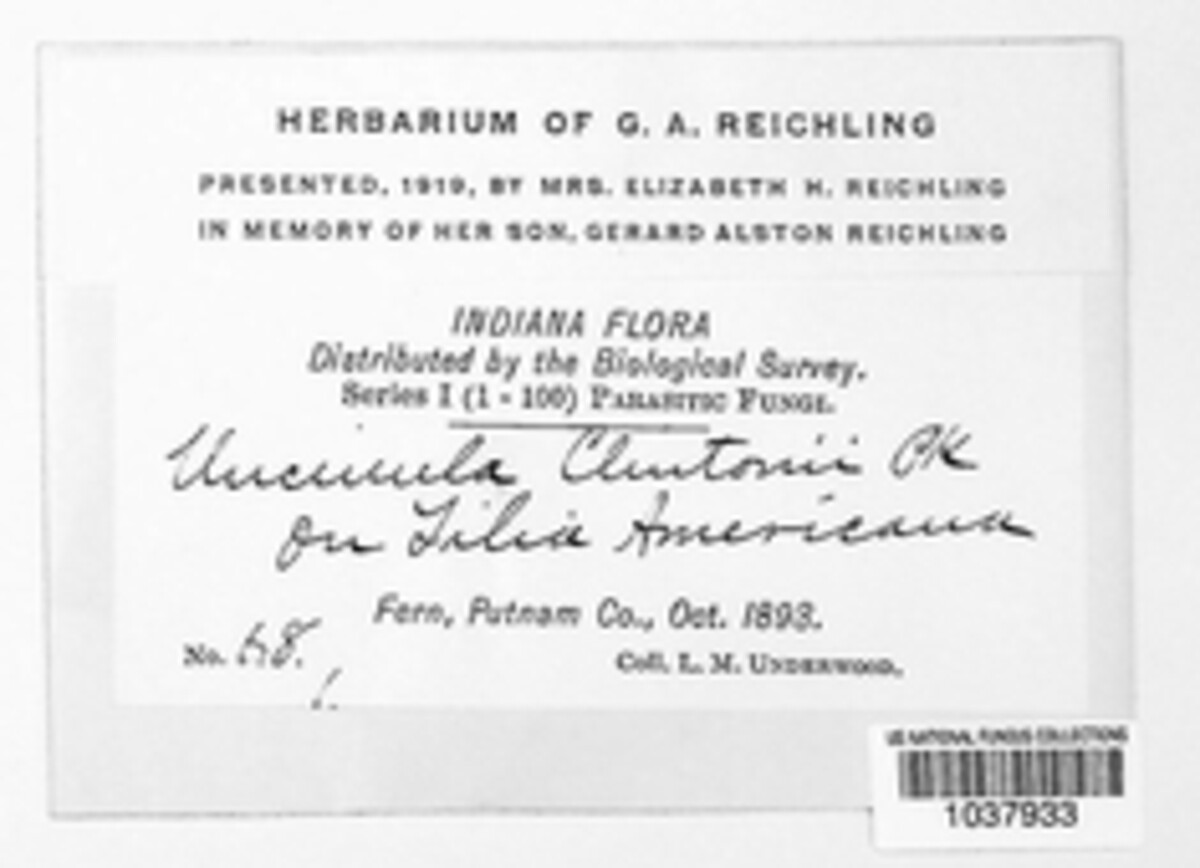 HERBARIUM OF G. A. REICHLING
PRESENTED, 1919, BY MRS. ELIZABETH H. REICHLING
IN MEMORY OF HER SON, GERARD ALSTON REICHLING
INDIANA FLORA
Distributed by the Biological Survey.
Series I (1 - 100) PARASITIC FUNGI.
Uncinula Clintonii Pk
on Tilia Americana
Fern, Putnam Co., Oct. 1893.
No. 
Coll. L. M. UNDERWOOD.
US NATIONAL FUNGUS COLLECTIONS
1037933